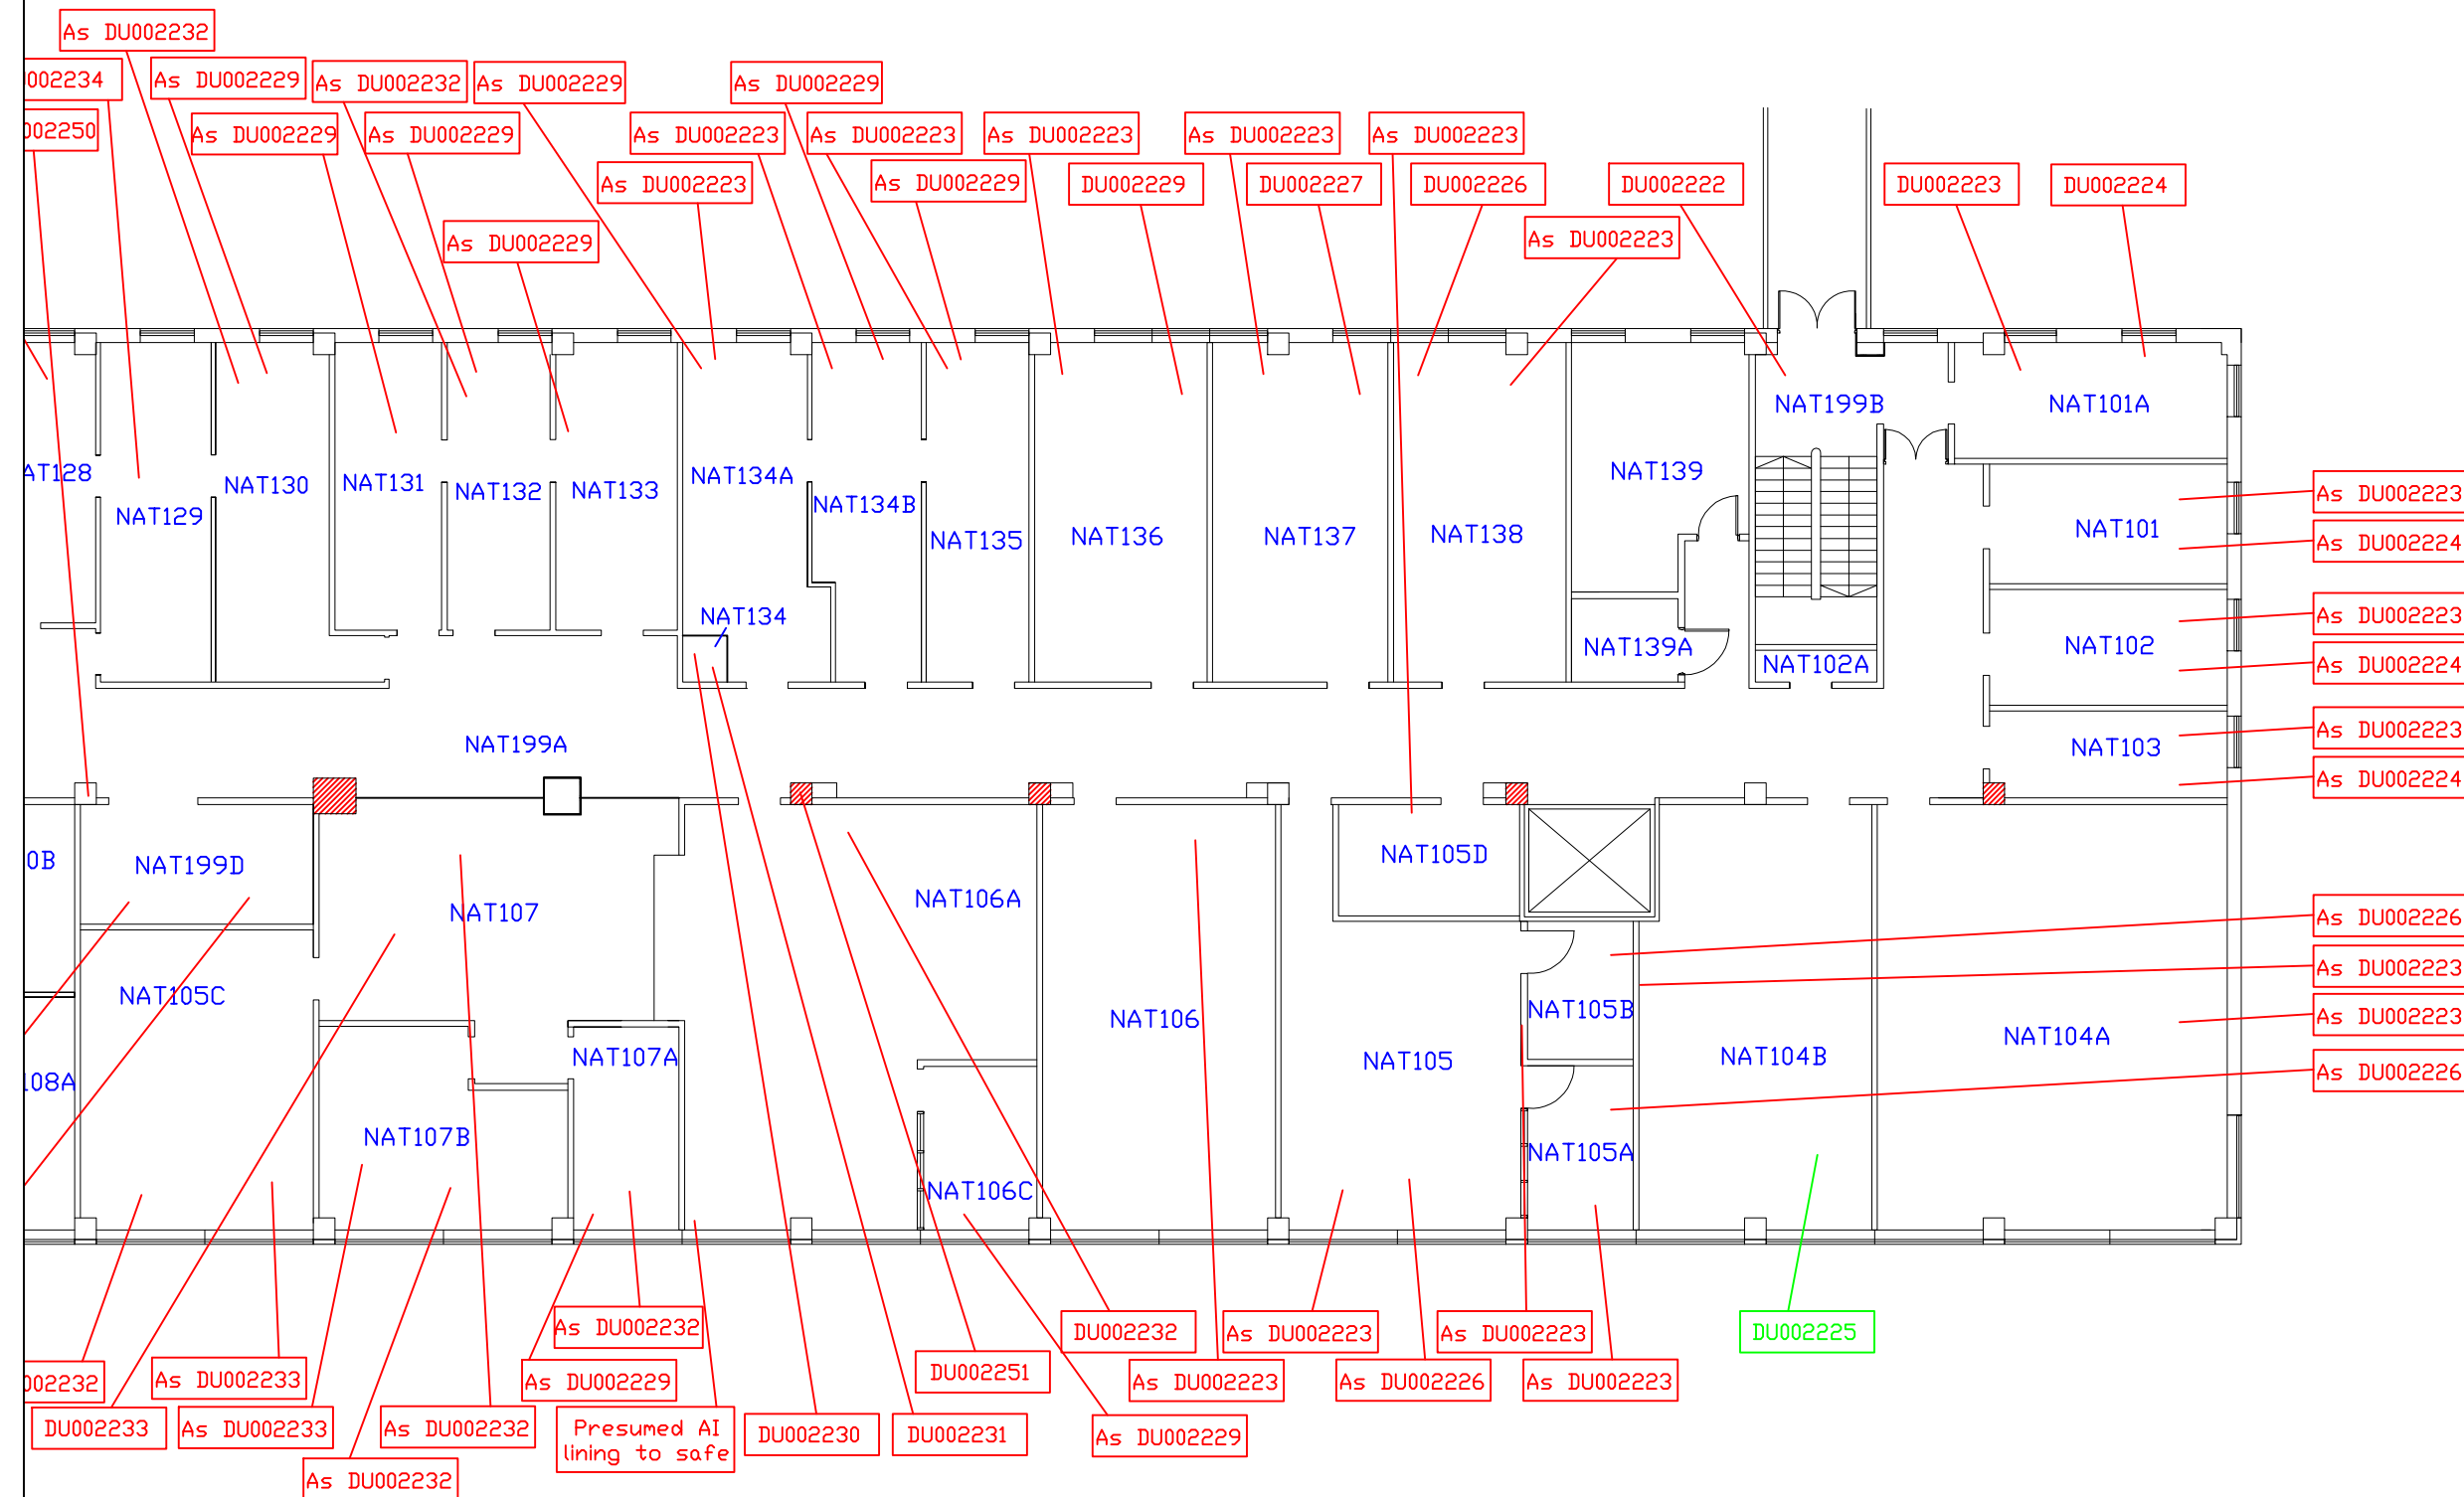 As DU002232
U002234
As DU002229
As DU002232
As DU002229
As DU002229
002250
As DU002229
As DU002229
As DU002223
As DU002223
As DU002223
As DU002223
As DU002223
As DU002223
As DU002229
DU002229
DU002227
DU002226
DU002222
DU002223
DU002224
As DU002229
As DU002223
NAT199B
NAT101A
NAT128
NAT129
NAT130
NAT131
NAT132
NAT133
NAT134A
NAT134B
NAT135
NAT136
NAT137
NAT138
NAT139
As DU002223
NAT101
As DU002224
NAT134
NAT139A
NAT102A
As DU002223
NAT102
As DU002224
NAT199A
As DU002223
NAT103
As DU002224
0B
NAT199D
NAT107
NAT106A
NAT105D
As DU002226
As DU002223
NAT105C
NAT106
NAT105B
As DU002223
NAT104A
108A
NAT107A
NAT105
NAT104B
As DU002226
NAT107B
NAT106C
NAT105A
As DU002232
DU002232
As DU002223
As DU002223
DU002225
002232
As DU002233
As DU002229
DU002251
As DU002223
As DU002226
As DU002223
DU002233
As DU002233
As DU002232
Presumed AI
lining to safe
DU002230
DU002231
As DU002229
As DU002232